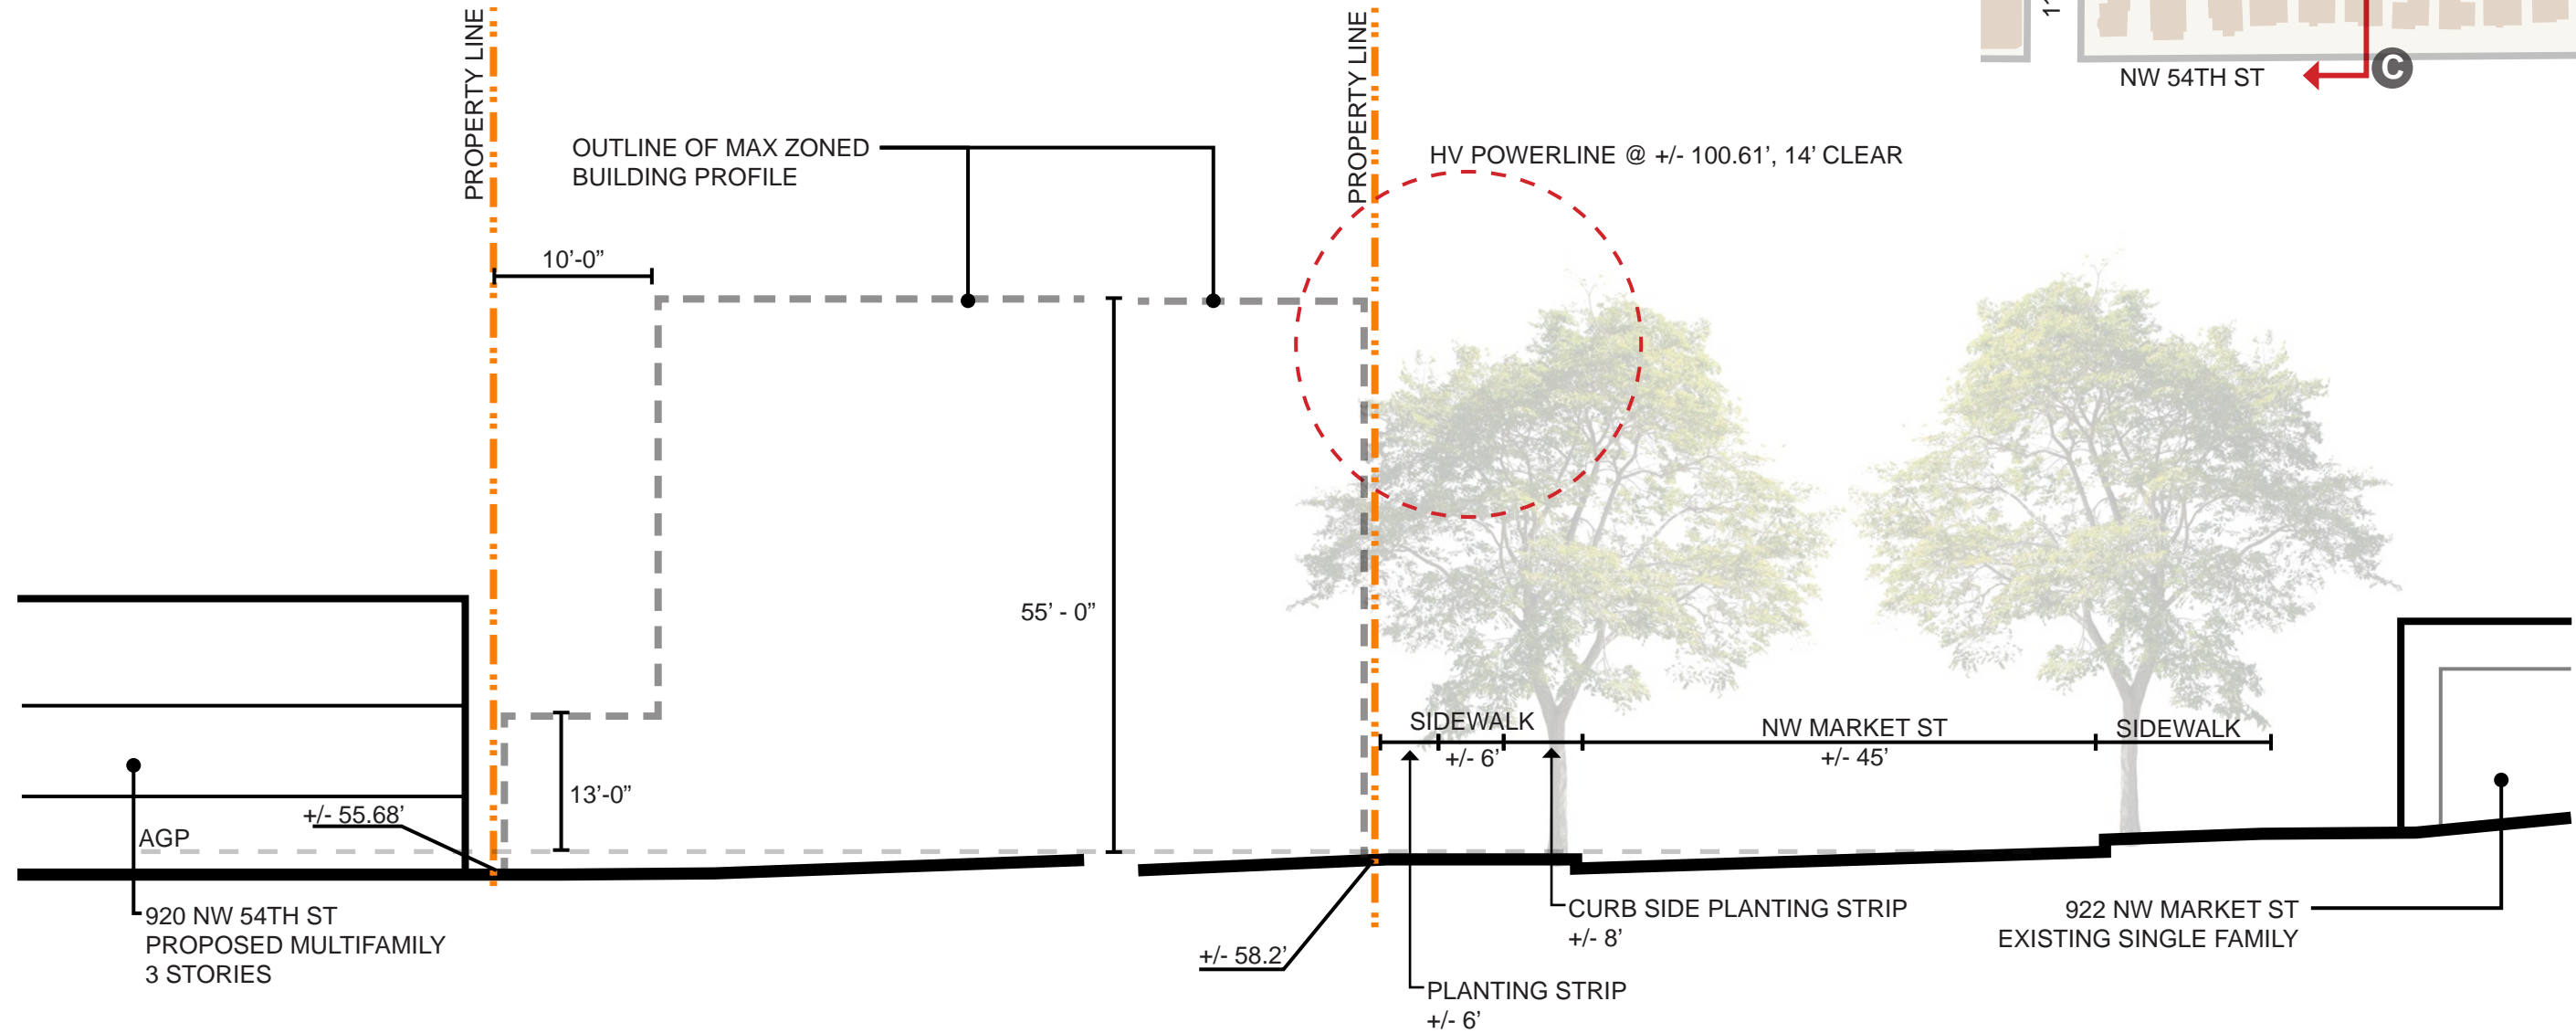 PROPERTY LINE
PROPERTY LINE
NW 54TH ST
C
OUTLINE OF MAX ZONED
BUILDING PROFILE
HV POWERLINE @ +/- 100.61’, 14’ CLEAR
10’-0”
55’ - 0”
SIDEWALK
+/- 6’
NW MARKET ST
+/- 45’
SIDEWALK
13’-0”
+/- 55.68’
AGP
920 NW 54TH ST
PROPOSED MULTIFAMILY
3 STORIES
+/- 58.2’
CURB SIDE PLANTING STRIP
+/- 8’
PLANTING STRIP
+/- 6’
922 NW MARKET ST
EXISTING SINGLE FAMILY